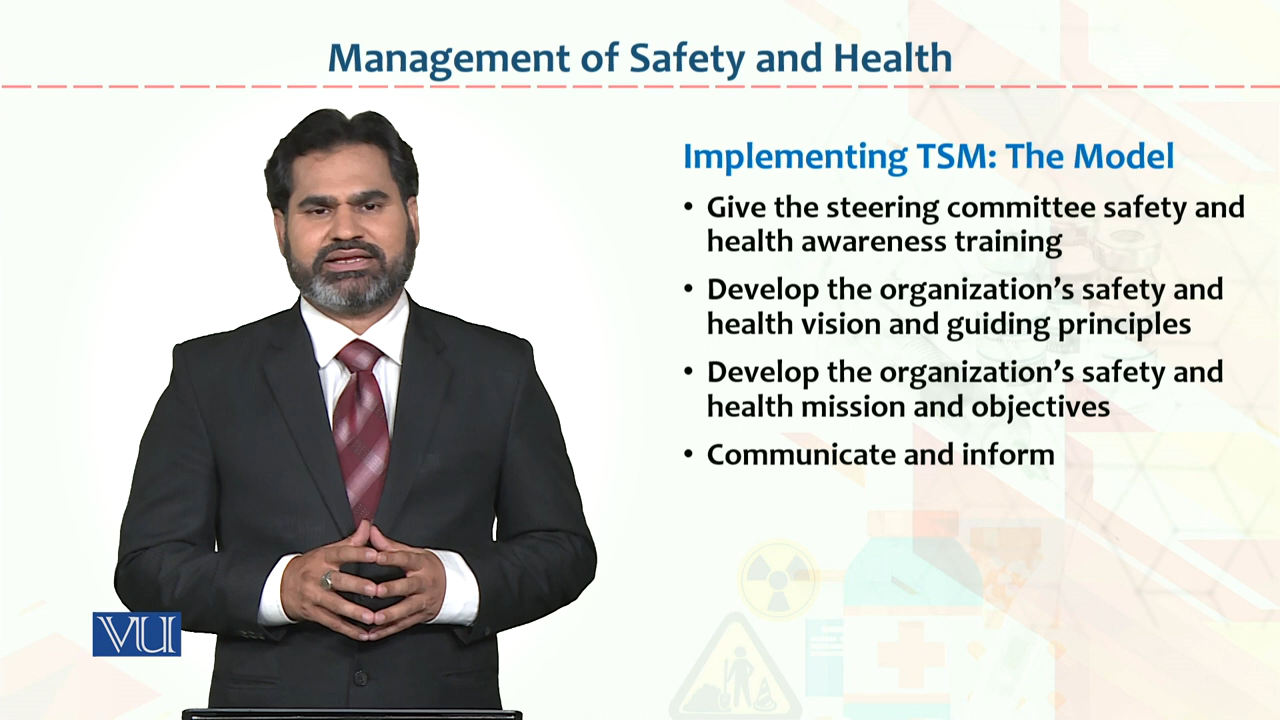 Management of Safety and Health
Implementing TSM: The Model
• Give the steering committee safety and
health awareness training
• Develop the organization's safety and
health vision and guiding principles
• Develop the organization's safety and
health mission and objectives
• Communicate and inform
VU